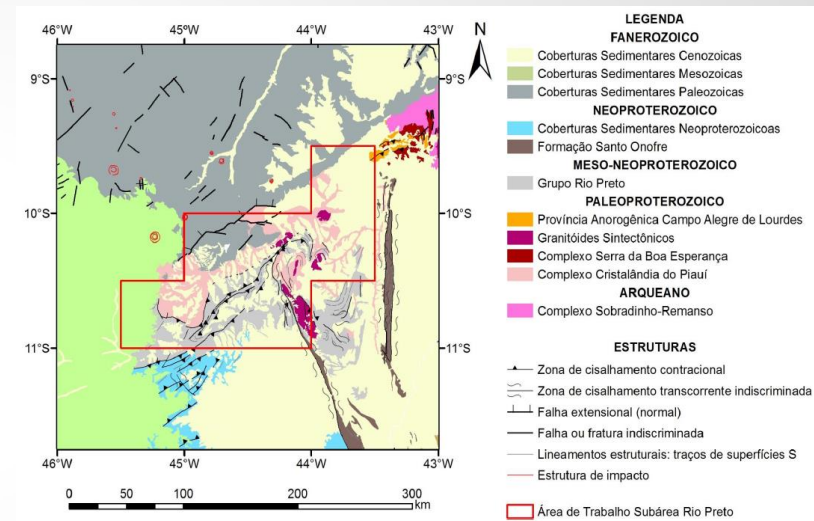 46°W 45°W 44°W 43°W
N
9°S 9°S
10°S 10°S
11°S 11°S
46°W 45°W 44°W 43°W
0 50 100 200 300
km
LEGENDA
FANEROZOICO
Coberturas Sedimentares Cenozoicas
Coberturas Sedimentares Mesozoicas
Coberturas Sedimentares Paleozoicas
NEOPROTEROZOICO
Coberturas Sedimentares Neoproterozoicoas
Formação Santo Onofre
MESO-NEOPROTEROZOICO
Grupo Rio Preto
PALEOPROTEROZOICO
Província Anorogênica Campo Alegre de Lourdes
Granitóides Sintectônicos
Complexo Serra da Boa Esperança
Complexo Cristalândia do Piauí
ARQUEANO
Complexo Sobradinho-Remanso
ESTRUTURAS
Zona de cisalhamento contracional
Zona de cisalhamento transcorrente indiscriminada
Falha extensional (normal)
Falha ou fratura indiscriminada
Lineamentos estruturais: traços de superfícies S
Estrutura de impacto
Área de Trabalho Subárea Rio Preto